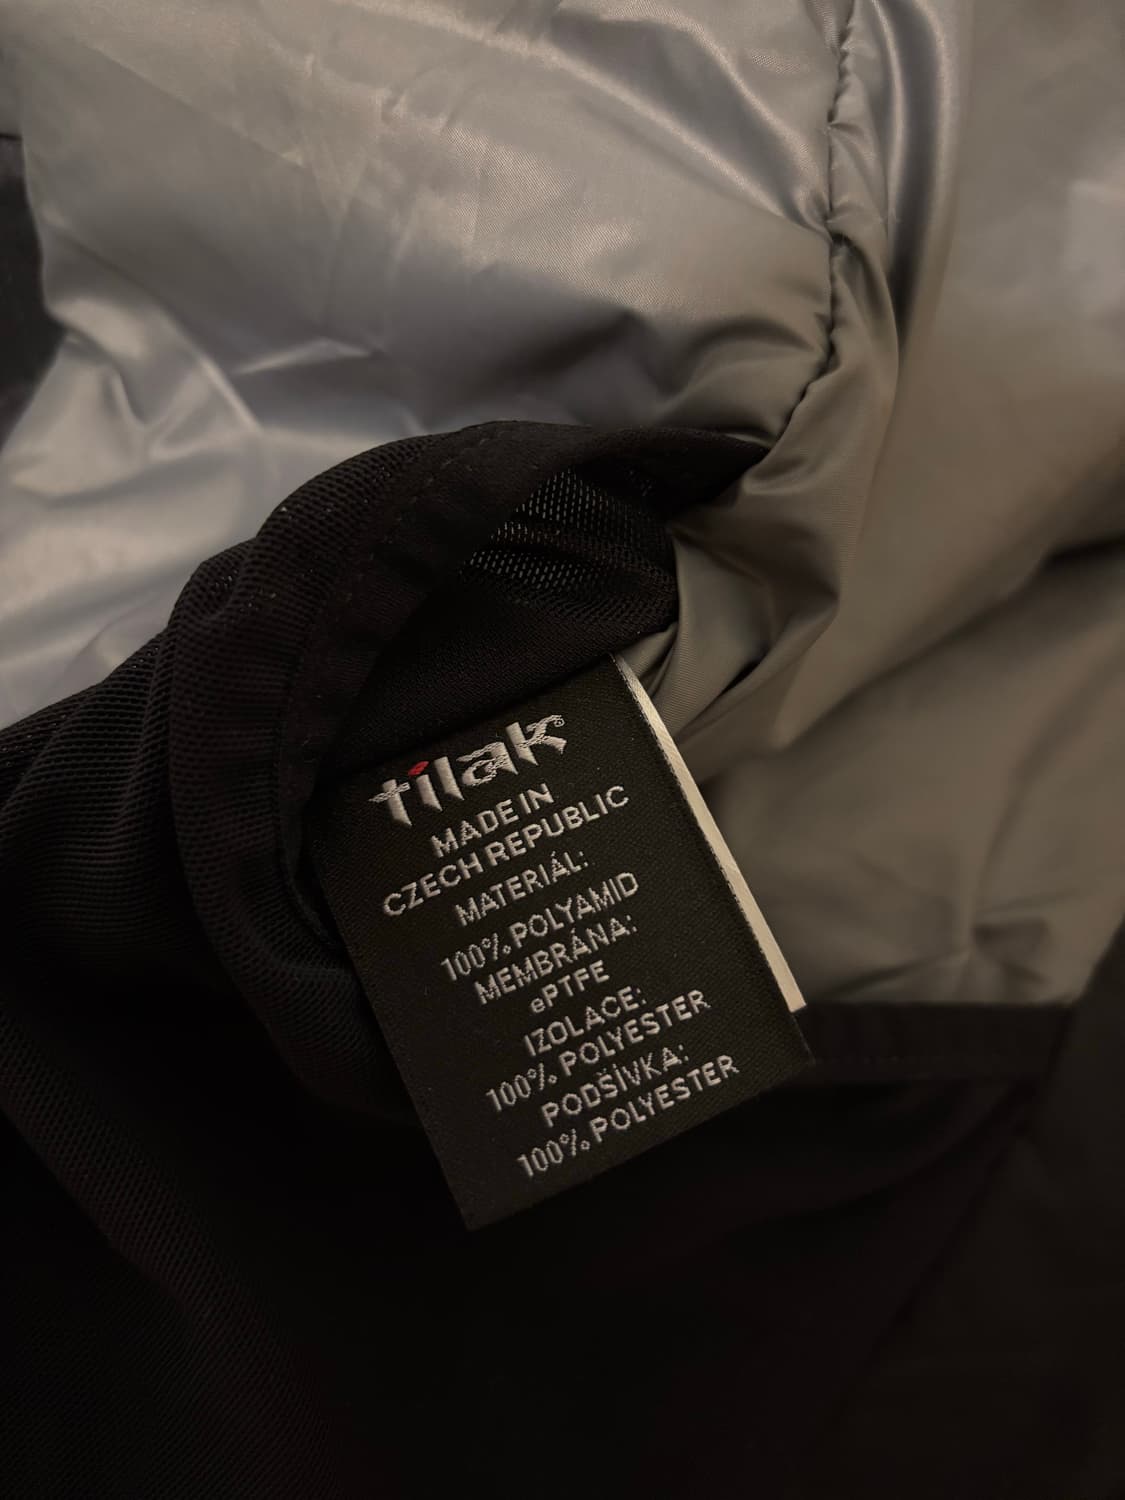 tilak®
MADE IN
CZECH REPUBLIC
MATERIÁL:
100% POLYAMID
MEMBRÁNA:
ePTFE
IZOLACE:
100% POLYESTER
PODŠÍVKA:
100% POLYESTER